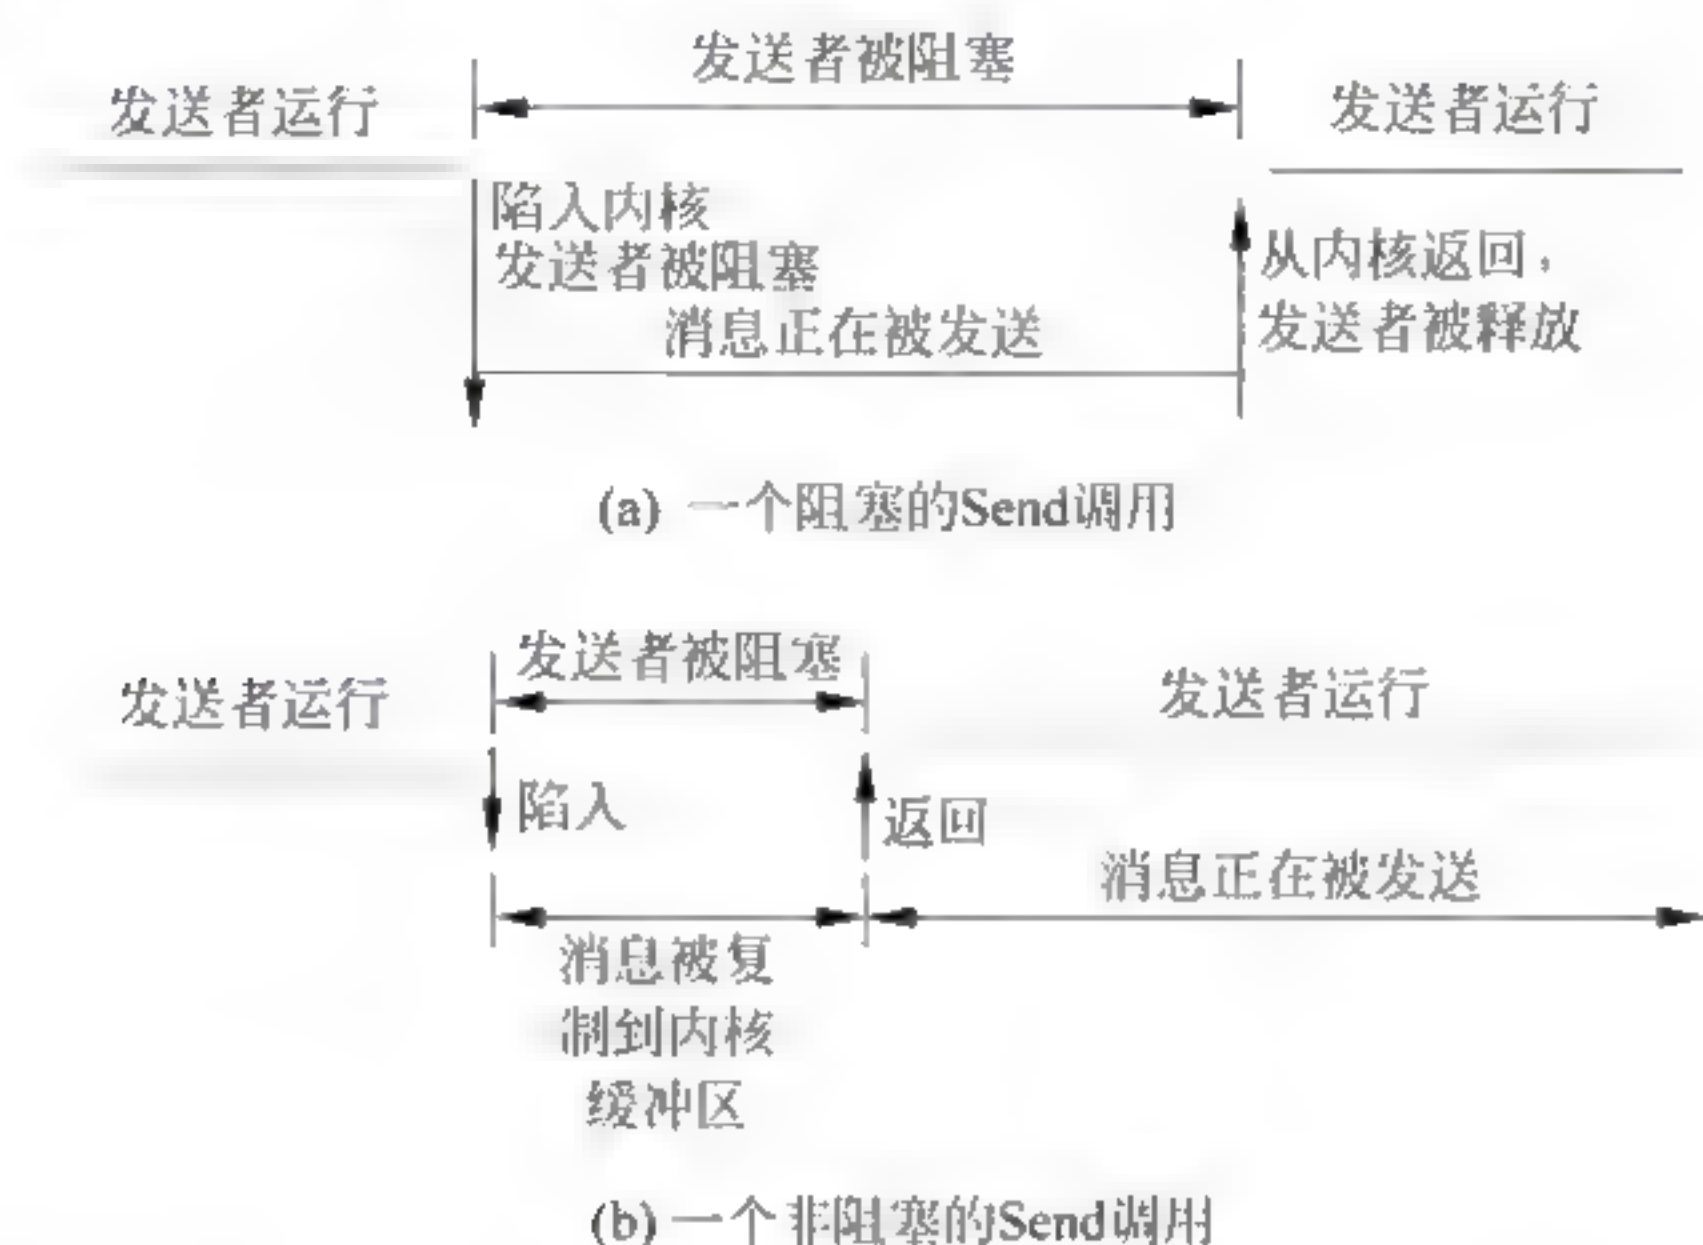 发送者被阻塞
发送者运行
发送者运行
陷入内核
发送者被阻塞
消息正在被发送
从内核返回，
发送者被释放
(a) 一个阻塞的Send调用
发送者被阻塞
发送者运行
发送者运行
陷入
返回
消息正在被发送
消息被复
制到内核
缓冲区
(b) 一个非阻塞的Send调用